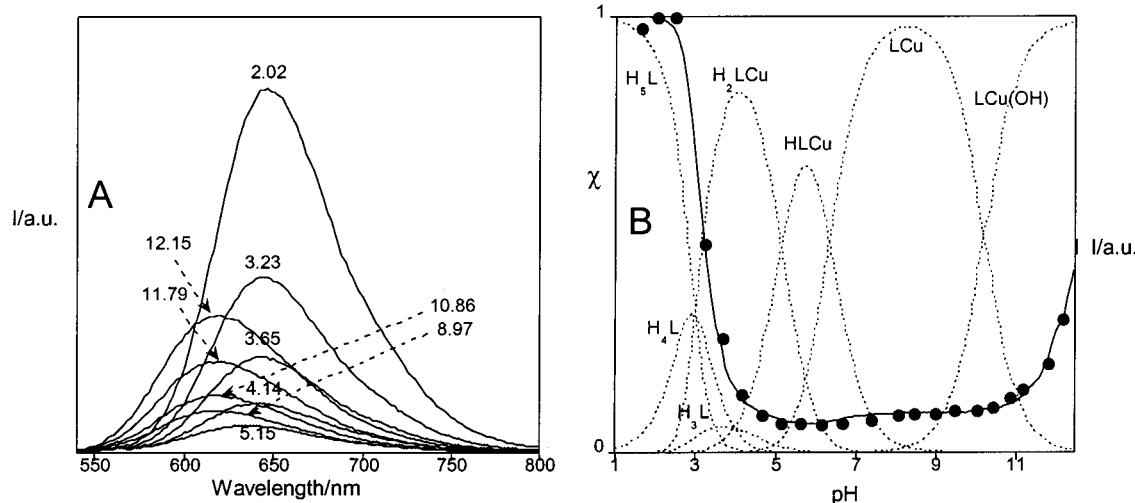 A
I/a.u.
2.02
12.15
3.23
11.79
10.86
8.97
3.65
4.14
5.15
550 600 650 700 750 800
Wavelength/nm
B
χ
1
0
H5L
H2LCu
HLCu
LCu
LCu(OH)
H4L
H3L
I/a.u.
1 3 5 7 9 11
pH